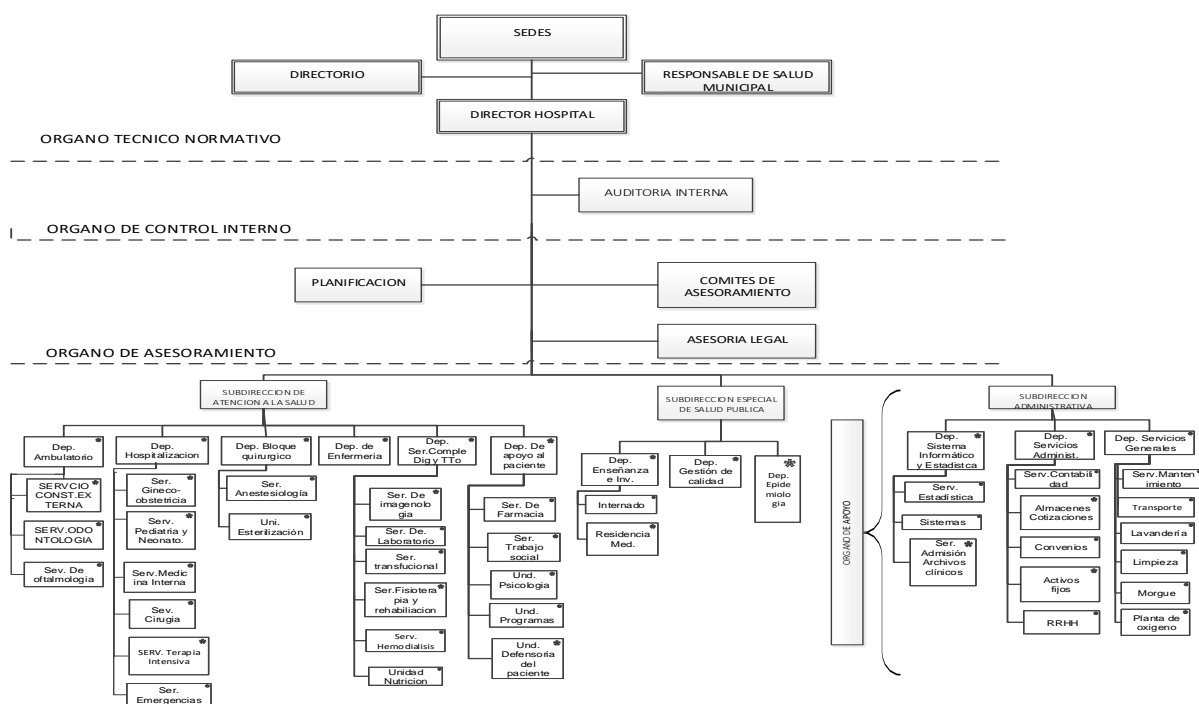 SEDES
DIRECTORIO
RESPONSABLE DE SALUD
MUNICIPAL
DIRECTOR HOSPITAL
ORGANO TECNICO NORMATIVO
AUDITORIA INTERNA
ORGANO DE CONTROL INTERNO
PLANIFICACION
COMITES DE
ASESORAMIENTO
ASESORIA LEGAL
ORGANO DE ASESORAMIENTO
SUBDIRECCION DE
ATENCION A LA SALUD
SUBDIRECCION ESPECIAL
DE SALUD PUBLICA
SUBDIRECCION
ADMINISTRATIVA
Dep.
Ambulatorio
SERVCIO
CONST.EX
TERNA
SERV.ODO
NTOLOGIA
Sev. De
oftalmologia
Dep.
Hospitalizacion
Ser.
Gineco-
obstetricia
Serv.
Pediatria y
Neonato.
Serv.Medic
ina Interna
Sev.
Cirugia
SERV. Terapia
Intensiva
Ser.
Emergencias
Dep. Bloque
quirurgico
Ser.
Anestesiología
Uni.
Esterilización
Dep. de
Enfermeria
Dep.
Ser.Comple
Dig y TTo
Ser. De
imagenolo
gia
Ser. De.
Laboratorio
Ser.
transfucional
Ser.Fisiotera
pia y
rehabiliacion
Serv.
Hemodialisis
Unidad
Nutricion
Dep. De
apoyo al
paciente
Ser. De
Farmacia
Ser.
Trabajo
social
Und.
Psicologia
Und.
Programas
Und.
Defensoria
del
paciente
Dep.
Enseñanza
e Inv.
Internado
Residencia
Med.
Dep.
Gestión de
calidad
Dep.
Epide
miolo
gia
ORGANO DE APOYO
Dep.
Sistema
Informático
y Estadistca
Serv.
Estadística
Sistemas
Ser.
Admisión
Archivos
clínicos
Dep.
Servicios
Administ.
Serv.Contabili
dad
Almacenes
Cotizaciones
Convenios
Activos
fijos
RRHH
Dep. Servicios
Generales
Serv.Manten
imiento
Transporte
Lavandería
Limpieza
Morgue
Planta de
oxigeno